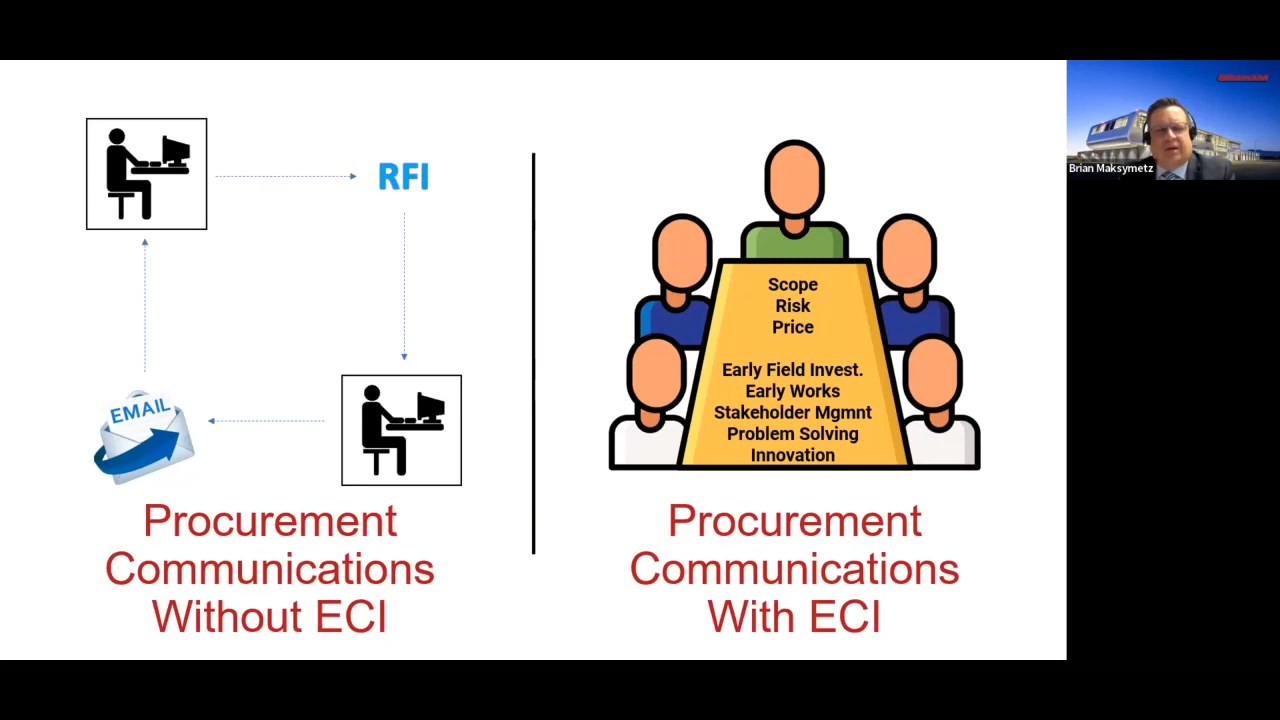 RFI
EMAIL
Procurement
Communications
Without ECI
Scope
Risk
Price
Early Field Invest.
Early Works
Stakeholder Mgmnt
Problem Solving
Innovation
Procurement
Communications
With ECI
Brian Maksymetz